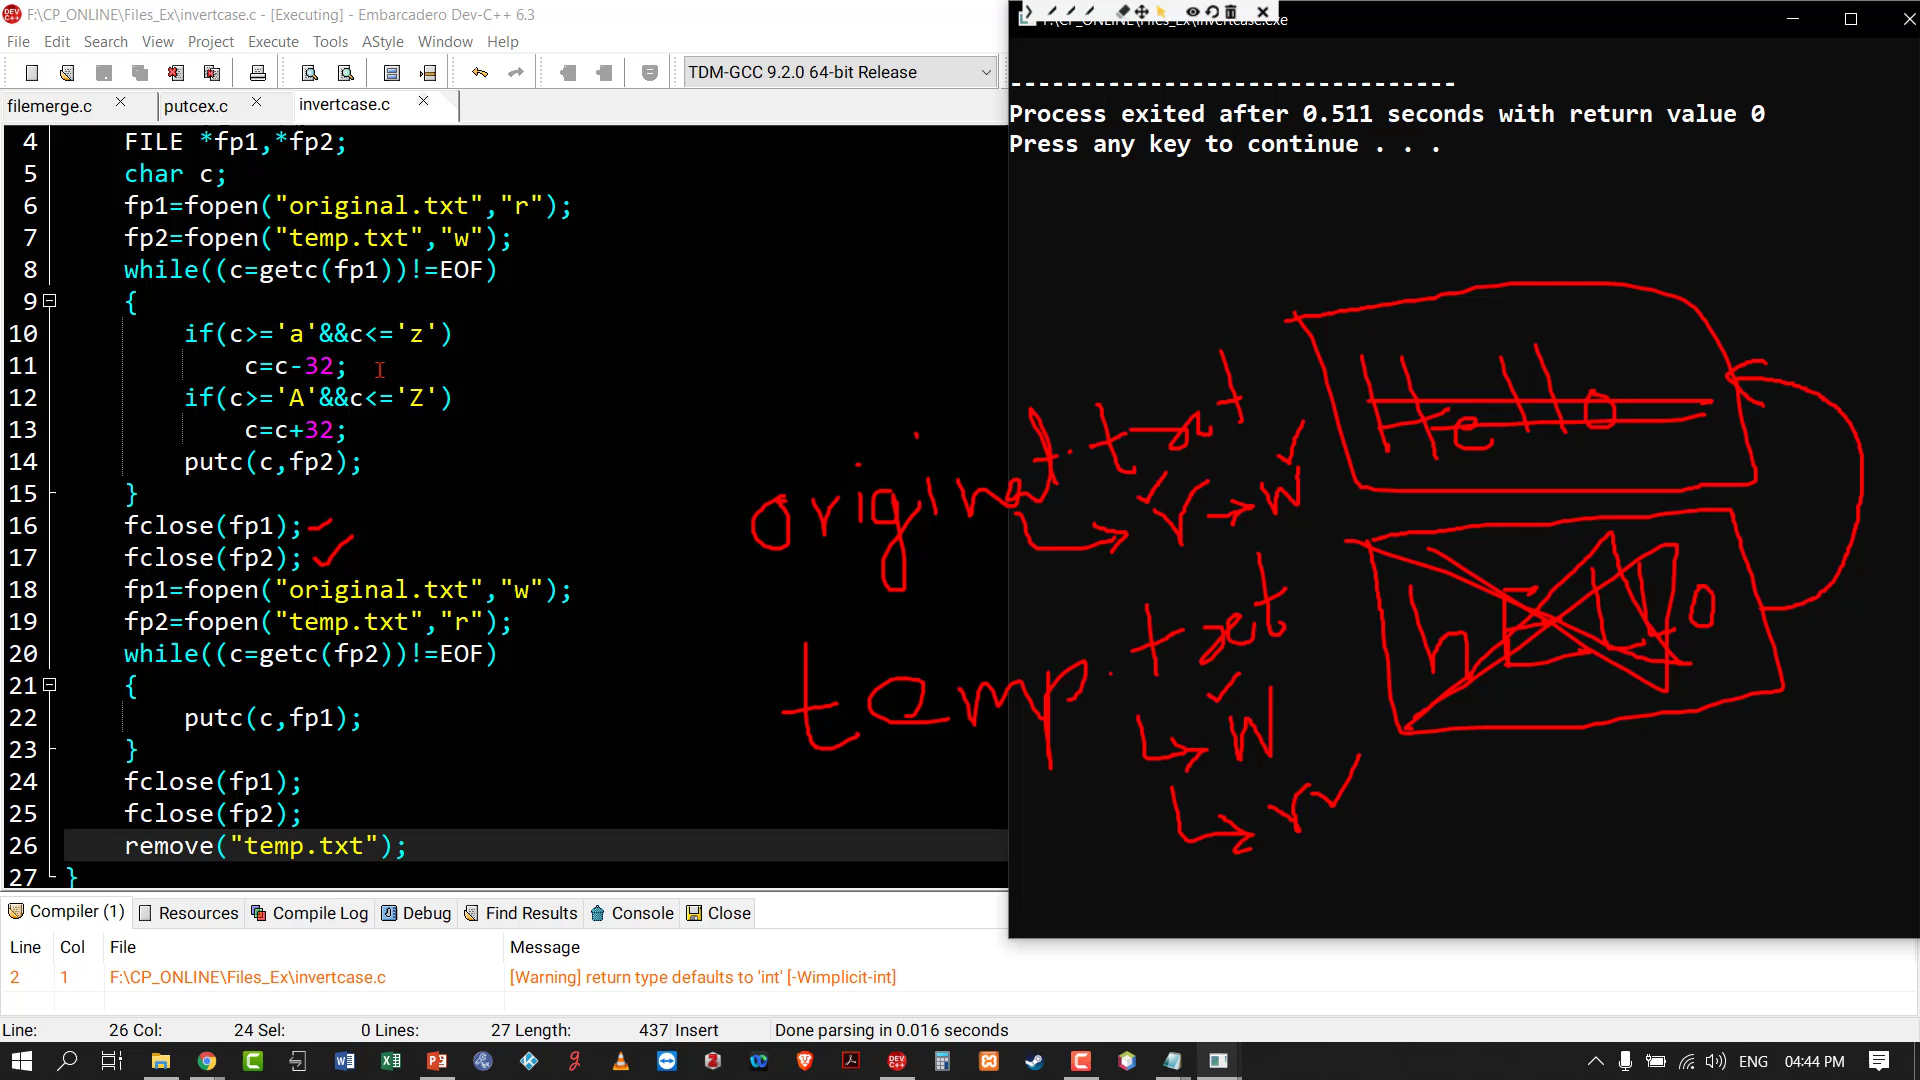 F:\CP_ONLINE\Files_Ex\invertcase.c - [Executing] - Embarcadero Dev-C++ 6.3
File Edit Search View Project Execute Tools AStyle Window Help
TDM-GCC 9.2.0 64-bit Release
filemerge.c putcex.c invertcase.c
4 FILE *fp1,*fp2;
5 char c;
6 fp1=fopen("original.txt","r");
7 fp2=fopen("temp.txt","w");
8 while((c=getc(fp1))!=EOF)
9 {
10 if(c>='a'&&c<='z')
11 c=c-32;
12 if(c>='A'&&c<='Z')
13 c=c+32;
14 putc(c,fp2);
15 }
16 fclose(fp1);
17 fclose(fp2);
18 fp1=fopen("original.txt","w");
19 fp2=fopen("temp.txt","r");
20 while((c=getc(fp2))!=EOF)
21 {
22 putc(c,fp1);
23 }
24 fclose(fp1);
25 fclose(fp2);
26 remove("temp.txt");
27 }
Compiler (1) Resources Compile Log Debug Find Results Console Close
Line Col File Message
2 1 F:\CP_ONLINE\Files_Ex\invertcase.c [Warning] return type defaults to 'int' [-Wimplicit-int]
Line: 26 Col: 24 Sel: 0 Lines: 27 Length: 437 Insert Done parsing in 0.016 seconds
F:\CP_ONLINE\Files_Ex\invertcase.exe
--------------------------------
Process exited after 0.511 seconds with return value 0
Press any key to continue . . .
Hello
original.txt
r → w
hELLo
temp.txt
w
r
ENG 04:44 PM